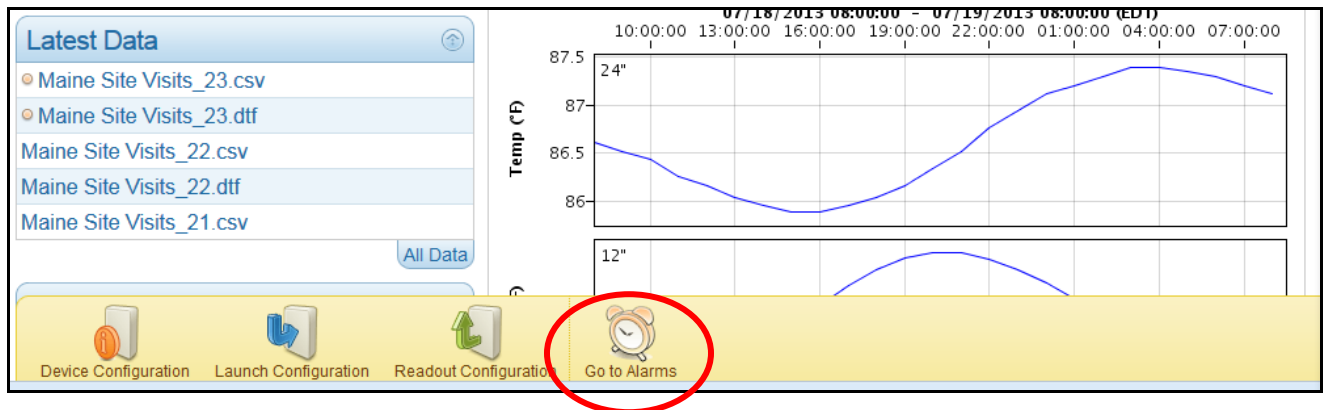 Latest Data
Maine Site Visits_23.csv
Maine Site Visits_23.dtf
Maine Site Visits_22.csv
Maine Site Visits_22.dtf
Maine Site Visits_21.csv
All Data
07/18/2013 08:00:00 - 07/19/2013 08:00:00 (EDT)
10:00:00 13:00:00 16:00:00 19:00:00 22:00:00 01:00:00 04:00:00 07:00:00
87.5
24"
87
Temp (°F)
86.5
86
12"
Device Configuration Launch Configuration Readout Configuration Go to Alarms